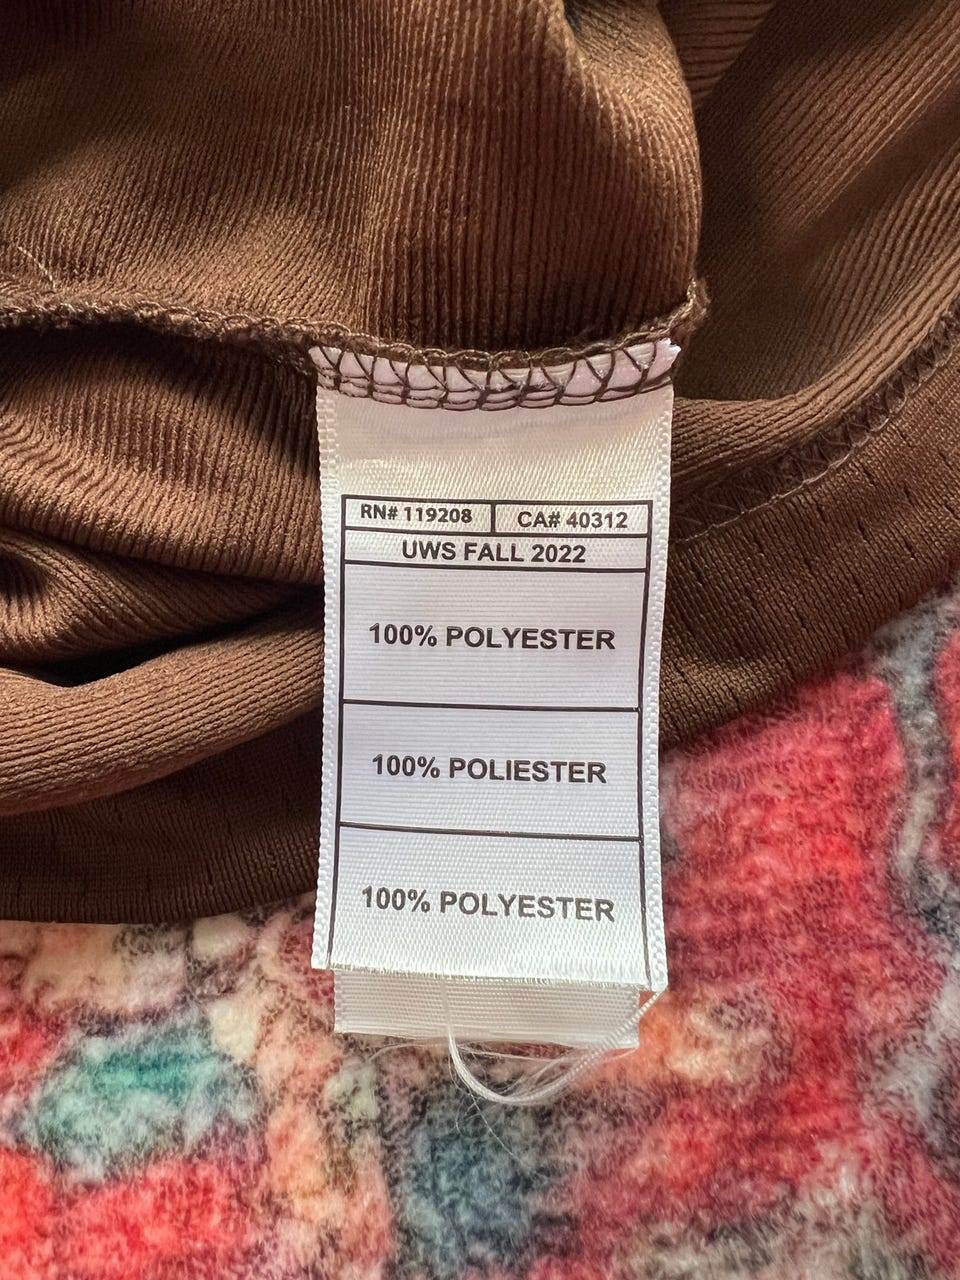 RN# 119208 CA# 40312
UWS FALL 2022
100% POLYESTER
100% POLIESTER
100% POLYESTER